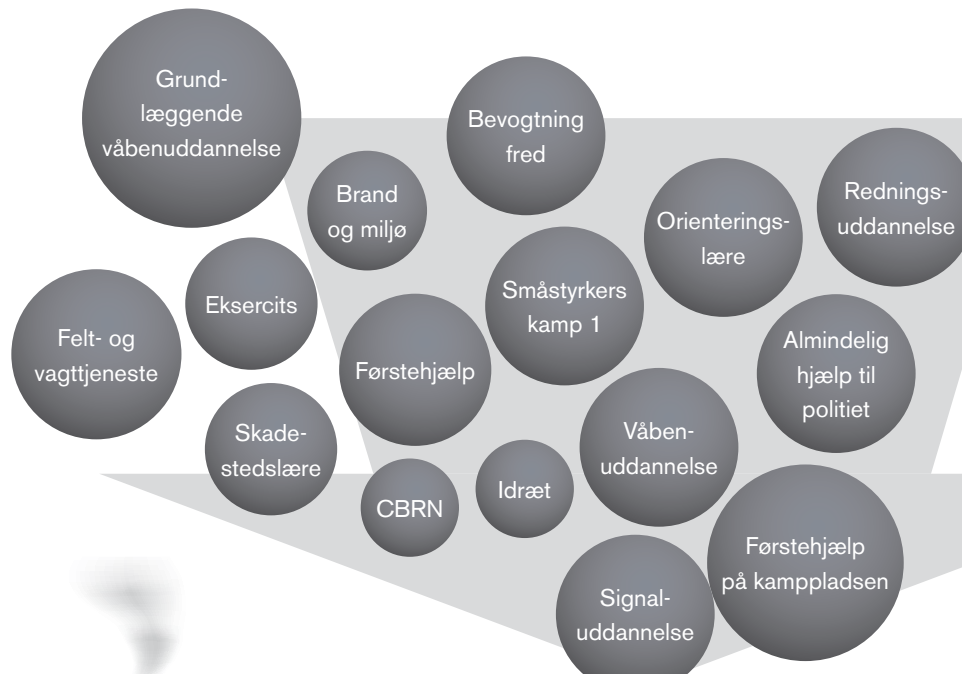 Grund-
læggende
våbenuddannelse
Bevogtning
fred
Brand
og miljø
Orienterings-
lære
Rednings-
uddannelse
Eksercits
Småstyrkers
kamp 1
Felt- og
vagttjeneste
Førstehjælp
Almindelig
hjælp til
politiet
Skade-
stedslære
Våben-
uddannelse
CBRN
Idræt
Førstehjælp
på kamppladsen
Signal-
uddannelse